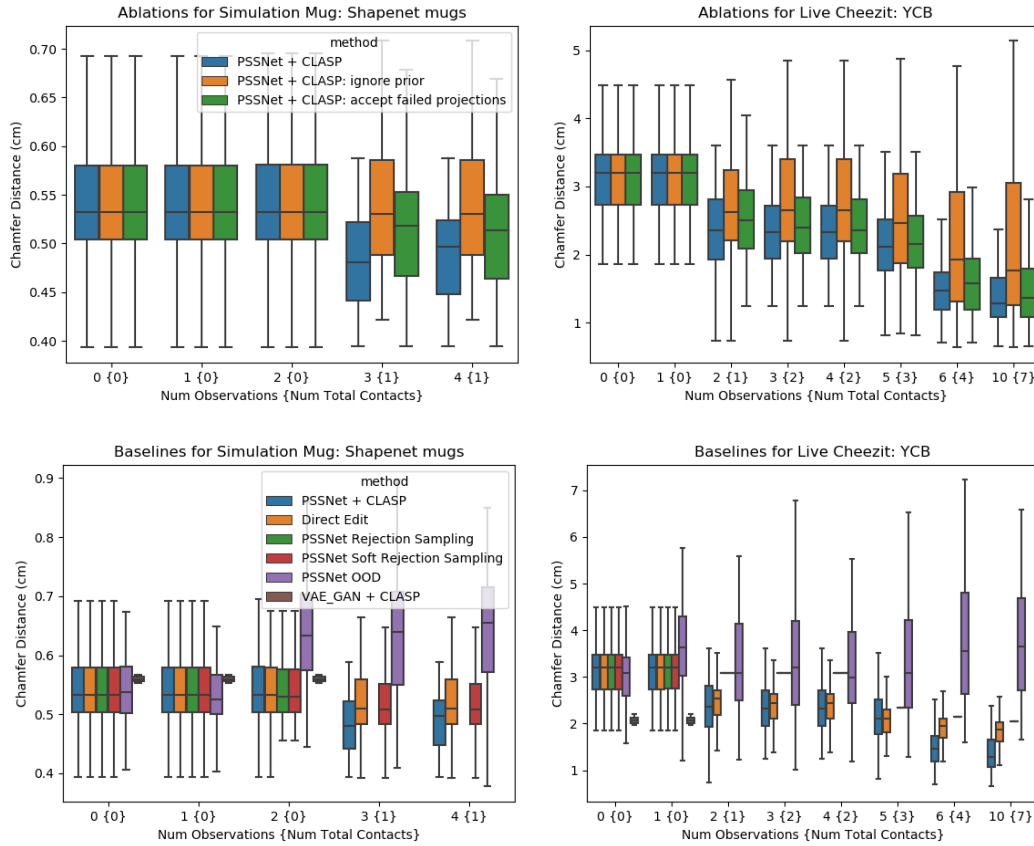 Ablations for Simulation Mug: Shapenet mugs
method
PSSNet + CLASP
PSSNet + CLASP: ignore prior
PSSNet + CLASP: accept failed projections
Chamfer Distance (cm)
0.70
0.65
0.60
0.55
0.50
0.45
0.40
0 {0} 1 {0} 2 {0} 3 {1} 4 {1}
Num Observations {Num Total Contacts}
Ablations for Live Cheezit: YCB
Chamfer Distance (cm)
5
4
3
2
1
0 {0} 1 {0} 2 {1} 3 {2} 4 {2} 5 {3} 6 {4} 10 {7}
Num Observations {Num Total Contacts}
Baselines for Simulation Mug: Shapenet mugs
method
PSSNet + CLASP
Direct Edit
PSSNet Rejection Sampling
PSSNet Soft Rejection Sampling
PSSNet OOD
VAE_GAN + CLASP
Chamfer Distance (cm)
0.9
0.8
0.7
0.6
0.5
0.4
0 {0} 1 {0} 2 {0} 3 {1} 4 {1}
Num Observations {Num Total Contacts}
Baselines for Live Cheezit: YCB
Chamfer Distance (cm)
7
6
5
4
3
2
1
0 {0} 1 {0} 2 {1} 3 {2} 4 {2} 5 {3} 6 {4} 10 {7}
Num Observations {Num Total Contacts}